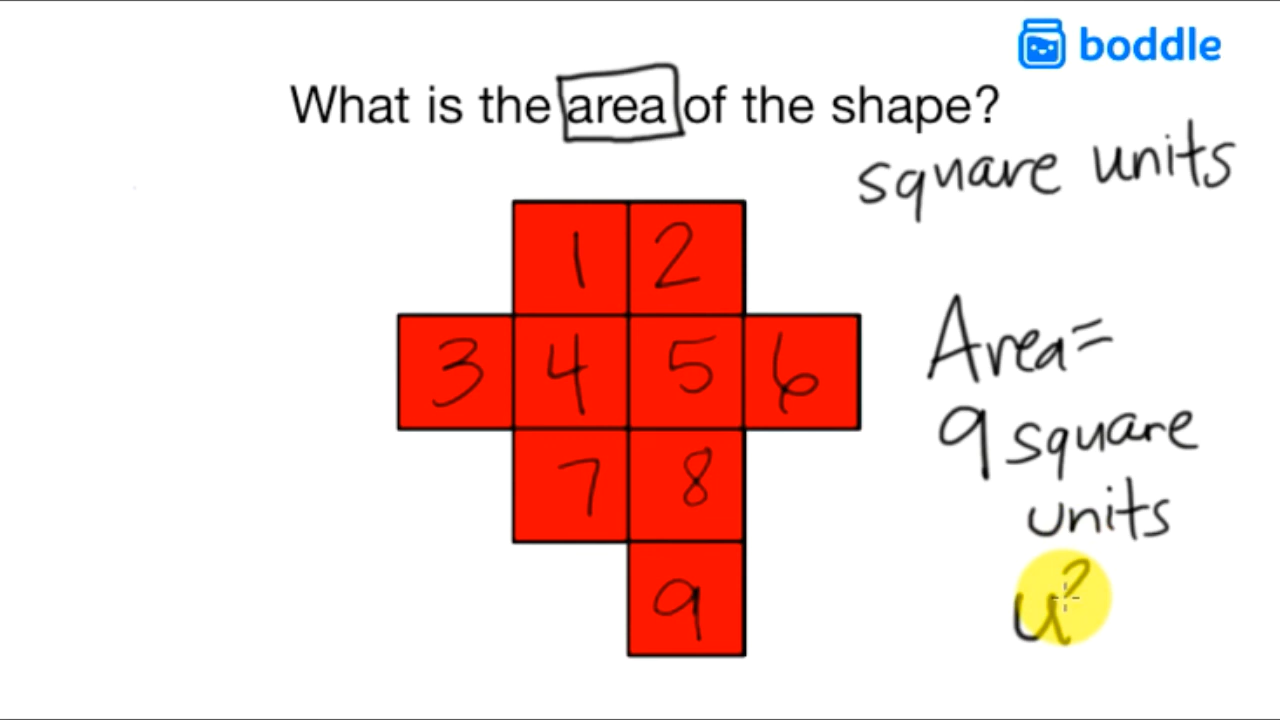 boddle
What is the area of the shape?
square units
1 2
3 4 5 6
7 8
9
Area=
9 square
units
u²